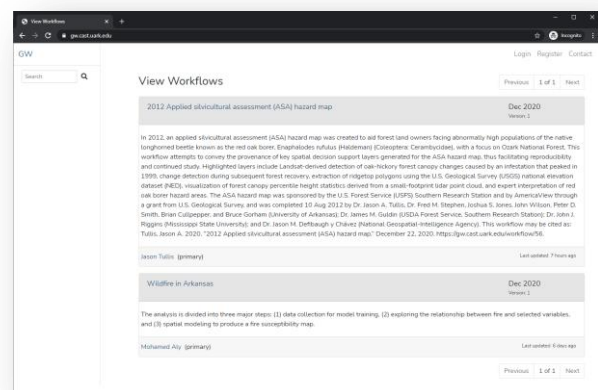 View Workflows
gw.cast.uark.edu
Incognito
GW
Login Register Contact
Search
View Workflows
Previous 1 of 1 Next
2012 Applied silvicultural assessment (ASA) hazard map
Dec 2020
Version: 1
In 2012, an applied silvicultural assessment (ASA) hazard map was created to aid forest land owners facing abnormally high populations of the native
longhorned beetle known as the red oak borer, Enaphalodes rufulus (Haldeman) (Coleoptera: Cerambycidae), with a focus on Ozark National Forest. This
workflow attempts to convey the provenance of key spatial decision support layers generated for the ASA hazard map, thus facilitating reproducibility
and continued study. Highlighted layers include Landsat-derived detection of oak-hickory forest canopy changes caused by an infestation that peaked in
1999, change detection during subsequent forest recovery, extraction of ridgetop polygons using the U.S. Geological Survey (USGS) national elevation
dataset (NED), visualization of forest canopy percentile height statistics derived from a small-footprint lidar point cloud, and expert interpretation of red
oak borer hazard areas. The ASA hazard map was sponsored by the U.S. Forest Service (USFS) Southern Research Station and by AmericaView through
a grant from U.S. Geological Survey, and was completed 10 Aug 2012 by Dr. Jason A. Tullis, Dr. Fred M. Stephen, Joshua S. Jones, John Wilson, Peter D.
Smith, Brian Cullpepper, and Bruce Gorham (University of Arkansas); Dr. James M. Guldin (USDA Forest Service, Southern Research Station); Dr. John J.
Riggins (Mississippi State University); and Dr. Jason M. Defibaugh y Chávez (National Geospatial-Intelligence Agency). This workflow may be cited as:
Tullis, Jason A. 2020. "2012 Applied silvicultural assessment (ASA) hazard map." December 22, 2020. https://gw.cast.uark.edu/workflow/56.
Jason Tullis (primary)
Last updated: 7 hours ago
Wildfire in Arkansas
Dec 2020
Version: 1
The analysis is divided into three major steps: (1) data collection for model training, (2) exploring the relationship between fire and selected variables,
and (3) spatial modeling to produce a fire susceptibility map.
Mohamed Aly (primary)
Last updated: 6 days ago
Previous 1 of 1 Next